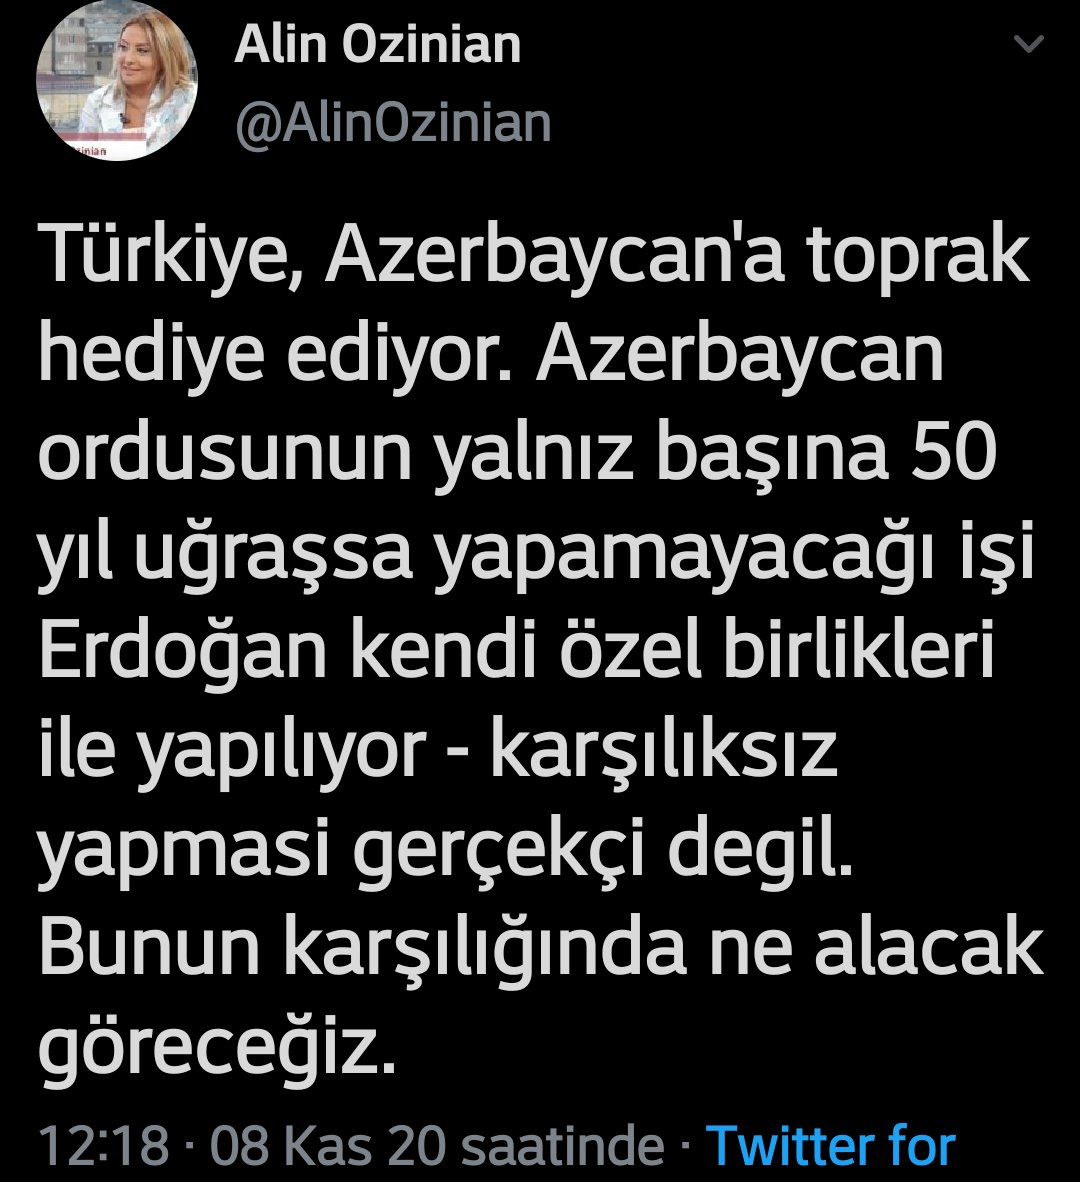 Alin Ozinian
@AlinOzinian
Türkiye, Azerbaycan'a toprak
hediye ediyor. Azerbaycan
ordusunun yalnız başına 50
yıl uğraşsa yapamayacağı işi
Erdoğan kendi özel birlikleri
ile yapılıyor - karşılıksız
yapmasi gerçekçi degil.
Bunun karşılığında ne alacak
göreceğiz.
12:18 · 08 Kas 20 saatinde · Twitter for